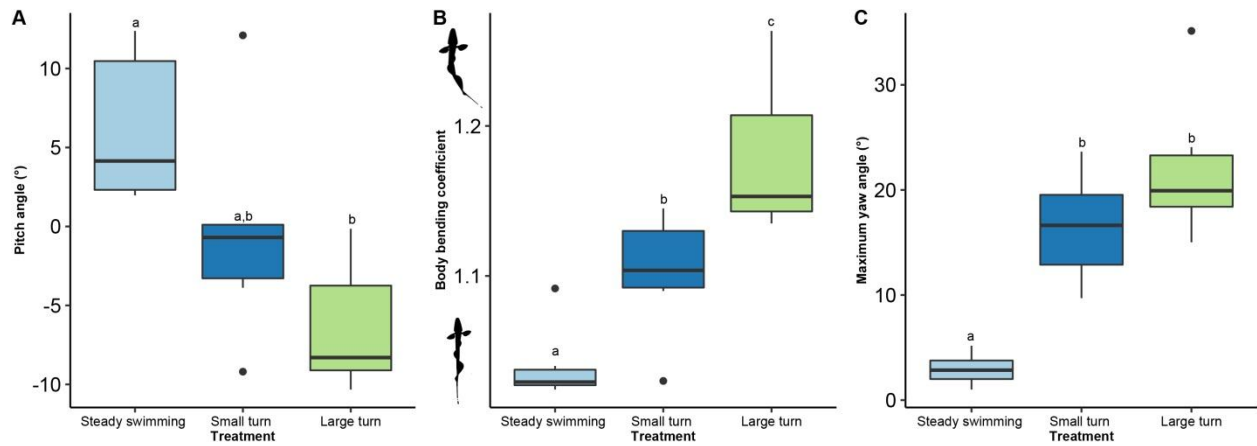 A
Pitch angle (°)
10
5
0
-5
-10
a
a,b
b
Steady swimming
Small turn
Large turn
Treatment
B
Body bending coefficient
1.2
1.1
a
b
c
Steady swimming
Small turn
Large turn
Treatment
C
Maximum yaw angle (°)
30
20
10
0
a
b
b
Steady swimming
Small turn
Large turn
Treatment